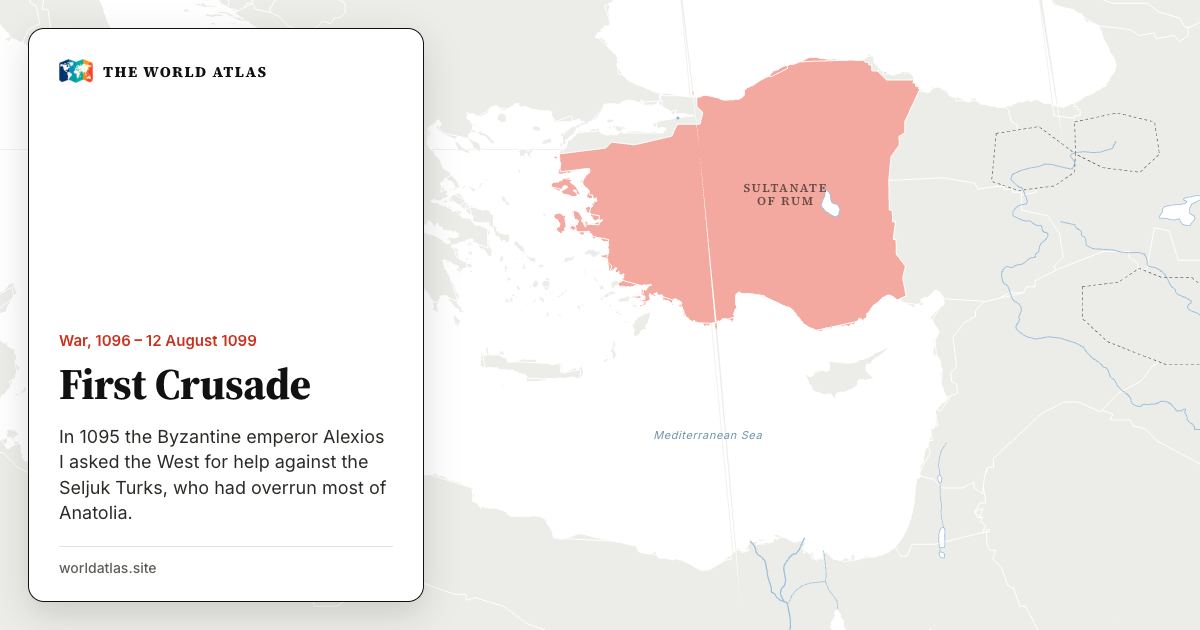 THE WORLD ATLAS
War, 1096 – 12 August 1099
First Crusade
In 1095 the Byzantine emperor Alexios
I asked the West for help against the
Seljuk Turks, who had overrun most of
Anatolia.
worldatlas.site
SULTANATE
OF RUM
Mediterranean Sea